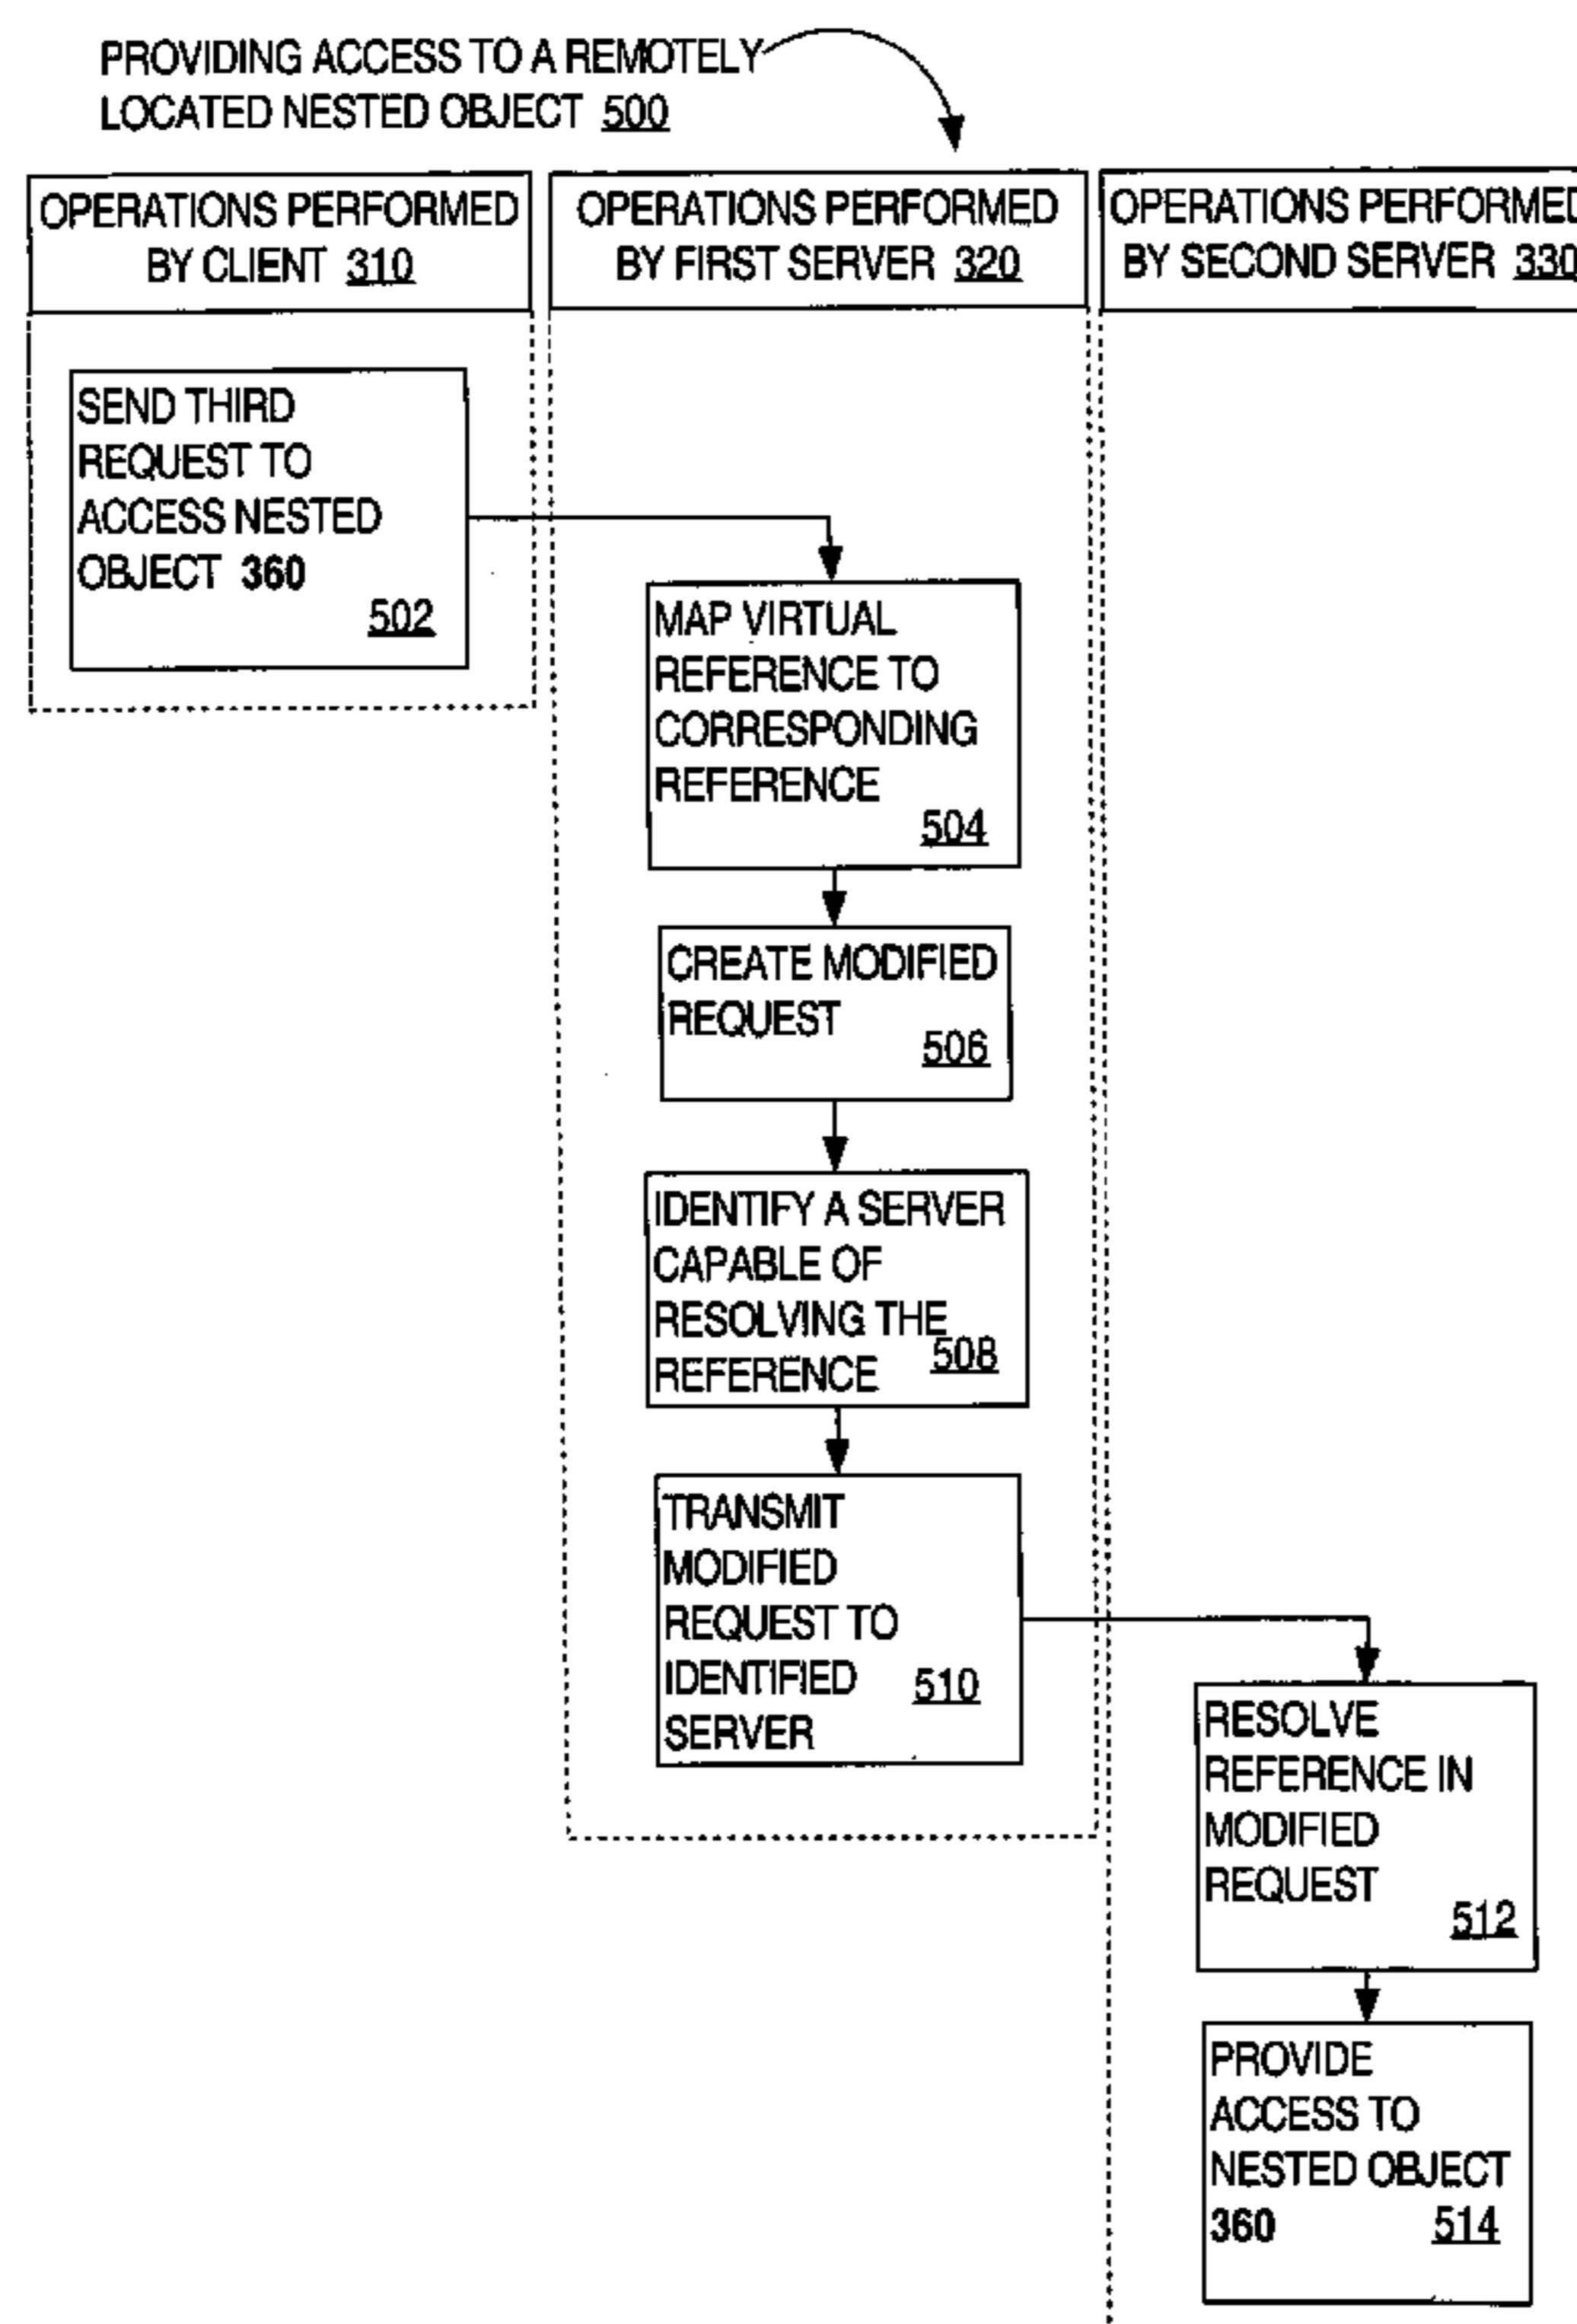 PROVIDING ACCESS TO A REMOTELY
LOCATED NESTED OBJECT 500
OPERATIONS PERFORMED
BY CLIENT 310
OPERATIONS PERFORMED
BY FIRST SERVER 320
OPERATIONS PERFORMED
BY SECOND SERVER 330
SEND THIRD
REQUEST TO
ACCESS NESTED
OBJECT 360
502
MAP VIRTUAL
REFERENCE TO
CORRESPONDING
REFERENCE
504
CREATE MODIFIED
REQUEST
506
IDENTIFY A SERVER
CAPABLE OF
RESOLVING THE
REFERENCE 508
TRANSMIT
MODIFIED
REQUEST TO
IDENTIFIED 510
SERVER
RESOLVE
REFERENCE IN
MODIFIED
REQUEST
512
PROVIDE
ACCESS TO
NESTED OBJECT
360 514